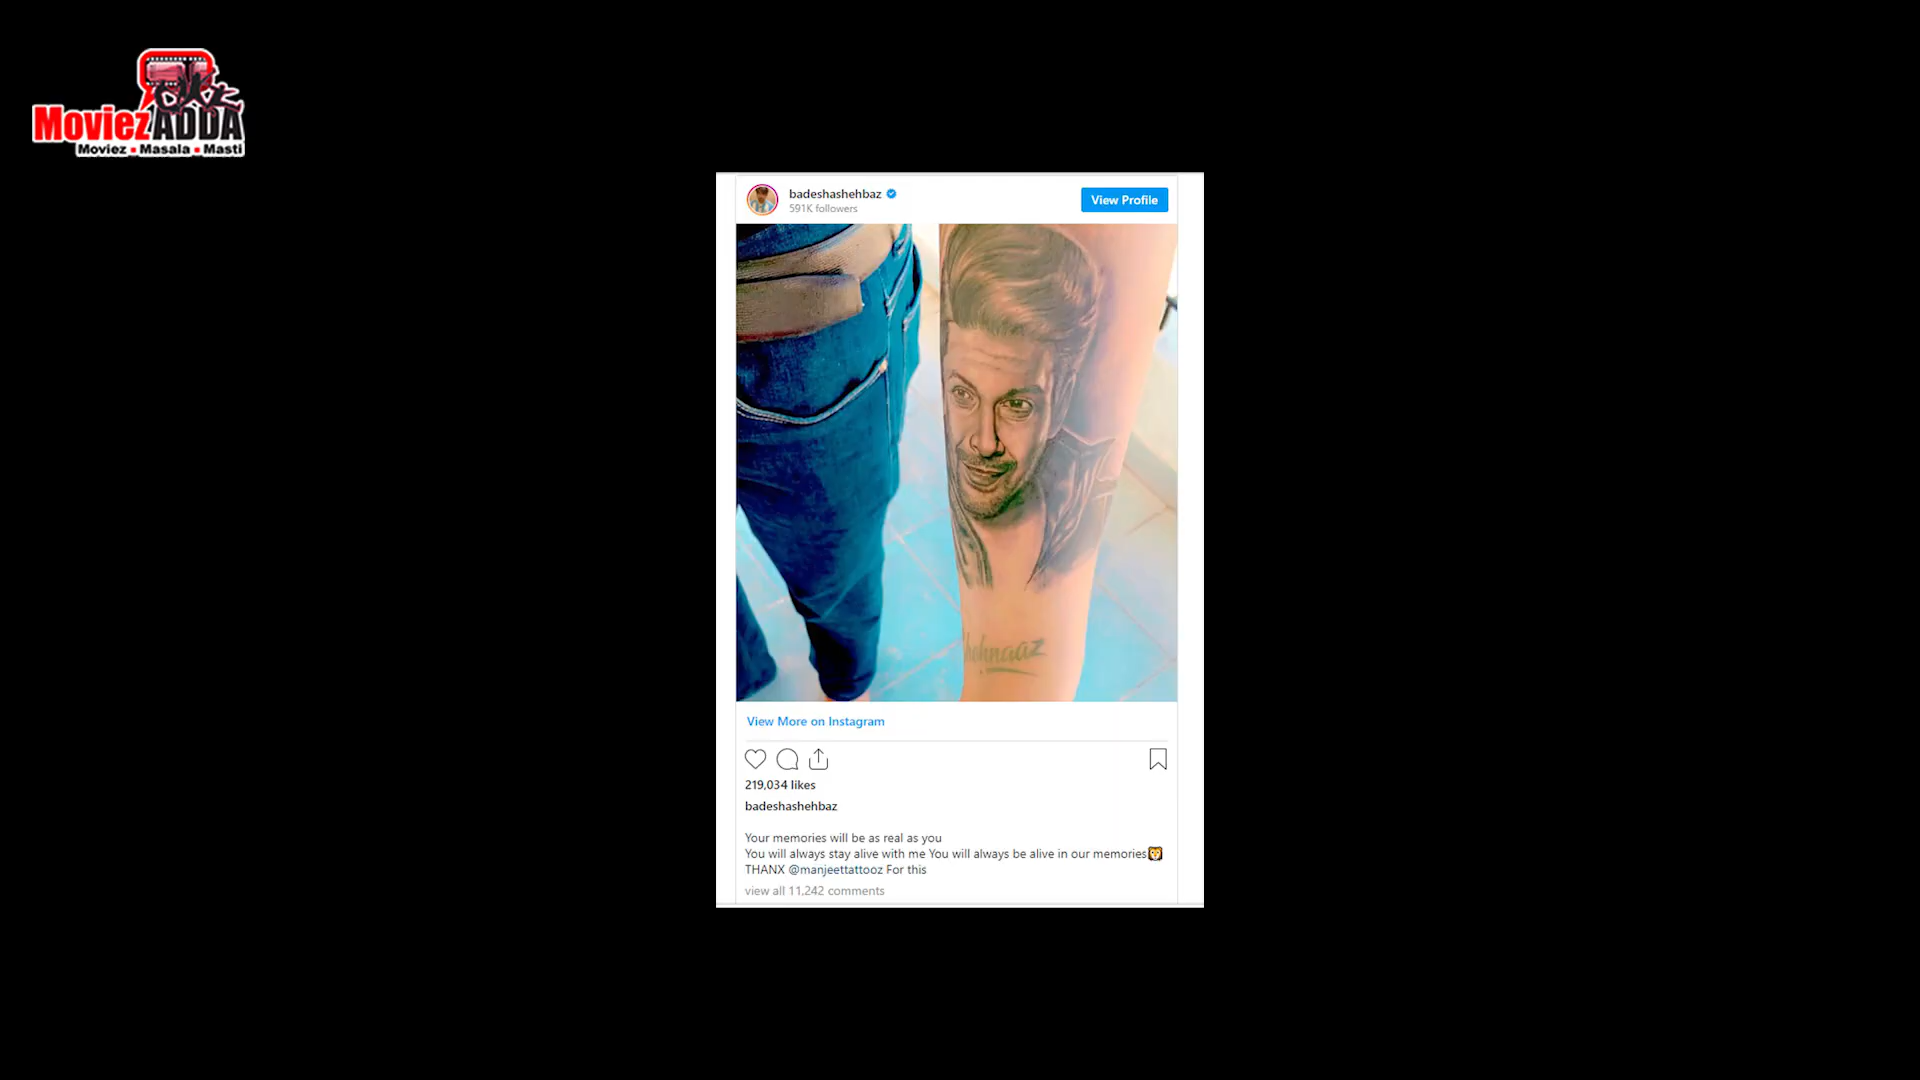 MoviezADDA
Moviez ▪ Masala ▪ Masti
badeshashehbaz
591K followers
View Profile
hehnaaz
View More on Instagram
219,034 likes
badeshashehbaz
Your memories will be as real as you
You will always stay alive with me You will always be alive in our memories🦁
THANX @manjeettattooz For this
view all 11,242 comments